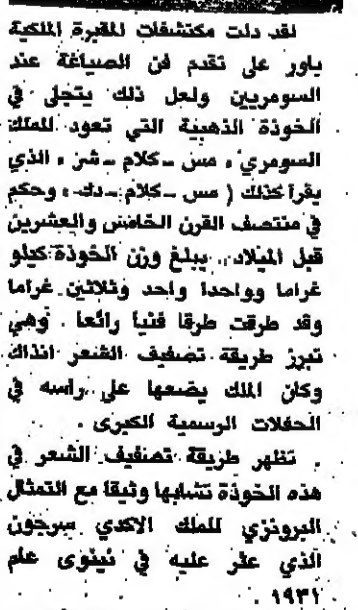 لقد دلت مكتشفات المقبرة الملكية
باور على تقدم فن الصياغة عند
السومريين ولعل ذلك يتجلى في
الخوذة الذهبية التي تعود للملك
السومري « مس ـ كلام ـ شر » الذي
يقرأ كذلك ( مس ـ كلام ـ دك » وحكم
في منتصف القرن الخامس والعشرين
قبل الميلاد .. يبلغ وزن الخوذة كيلو
غراما وواحدا واحد وثلاثين غراما
وقد طرقت طرقا فنيا رائعا . وهي
تبرز طريقة تصفيف الشعر انذاك
وكان الملك يضعها على راسه في
الحفلات الرسمية الكبرى .
. تظهر طريقة تصنفيف الشعر في
هذه الخوذة تشابها وثيقا مع التمثال
البرونزي للملك الاكدي سرجون
الذي عثر عليه في نينوى عام
١٩٣١ .